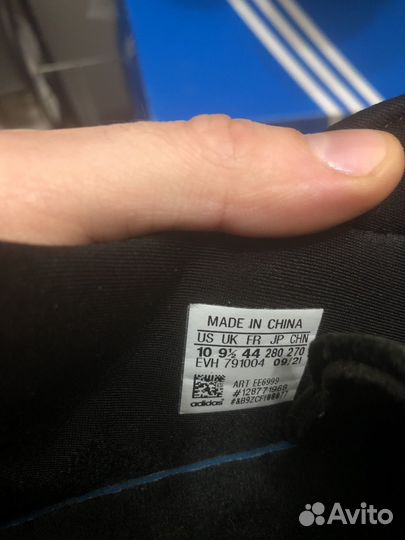 MADE IN CHINA
US UK FR JP CHN
10 9½ 44 280 270
EVH 791004 09/21
ART EE6999
#128771968
adidas
Avito